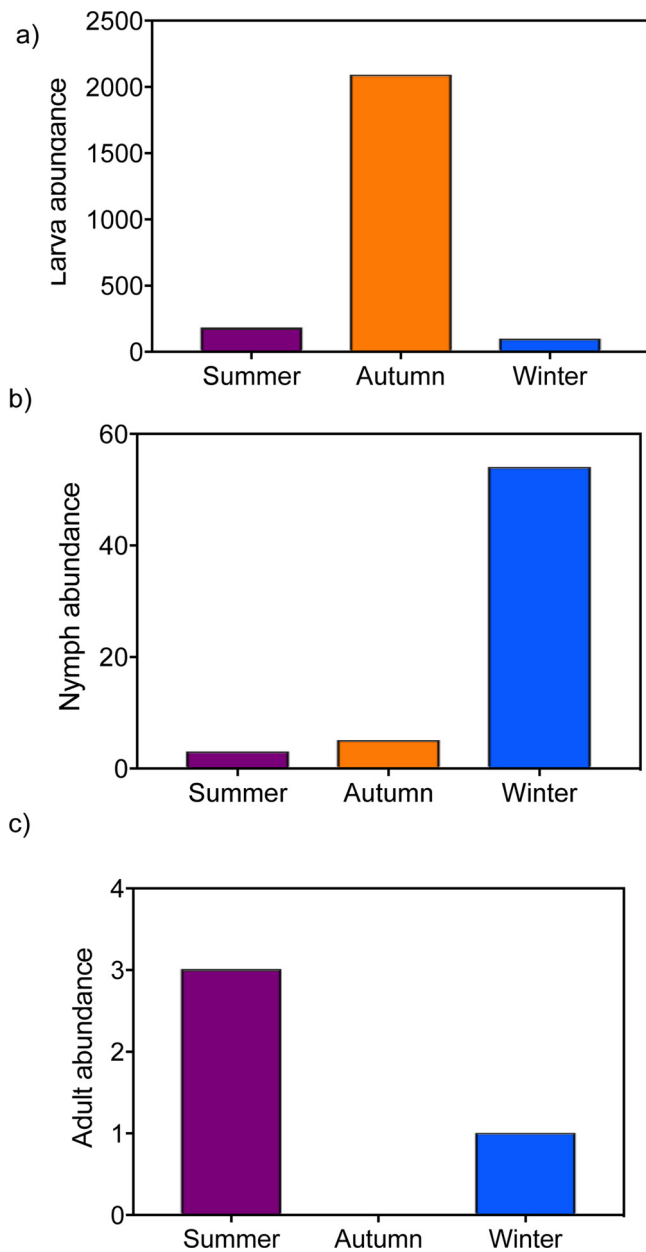 a)
Larva abundance
2500
2000
1500
1000
500
0
Summer Autumn Winter
b)
Nymph abundance
60
40
20
0
Summer Autumn Winter
c)
Adult abundance
4
3
2
1
0
Summer Autumn Winter